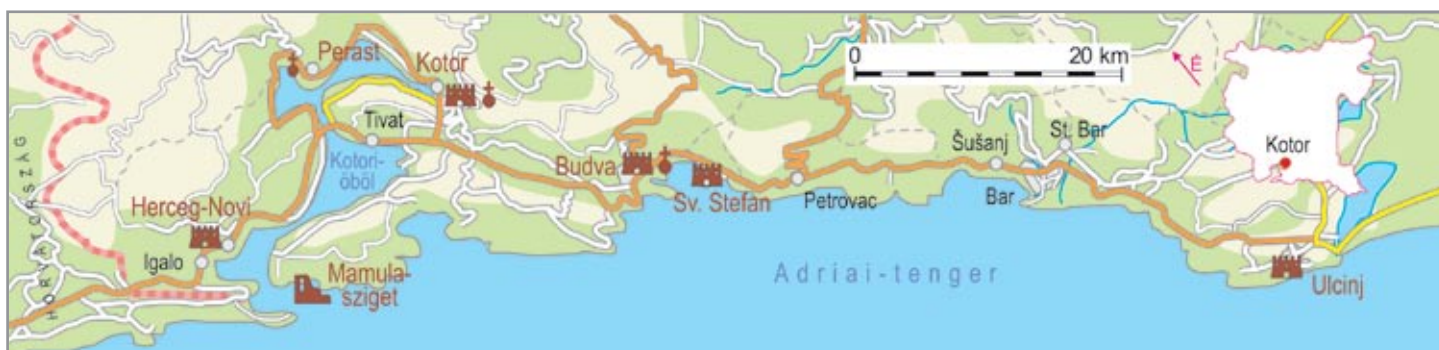 Perast
Kotor
0
20 km
É
Tivat
Šušanj
St. Bar
Kotor
Kotori-
öböl
Budva
Herceg-Novi
Sv. Stefan
Petrovac
Bar
Igalo
Mamula-
sziget
Adriai-tenger
Ulcinj
HORVÁTORSZÁG